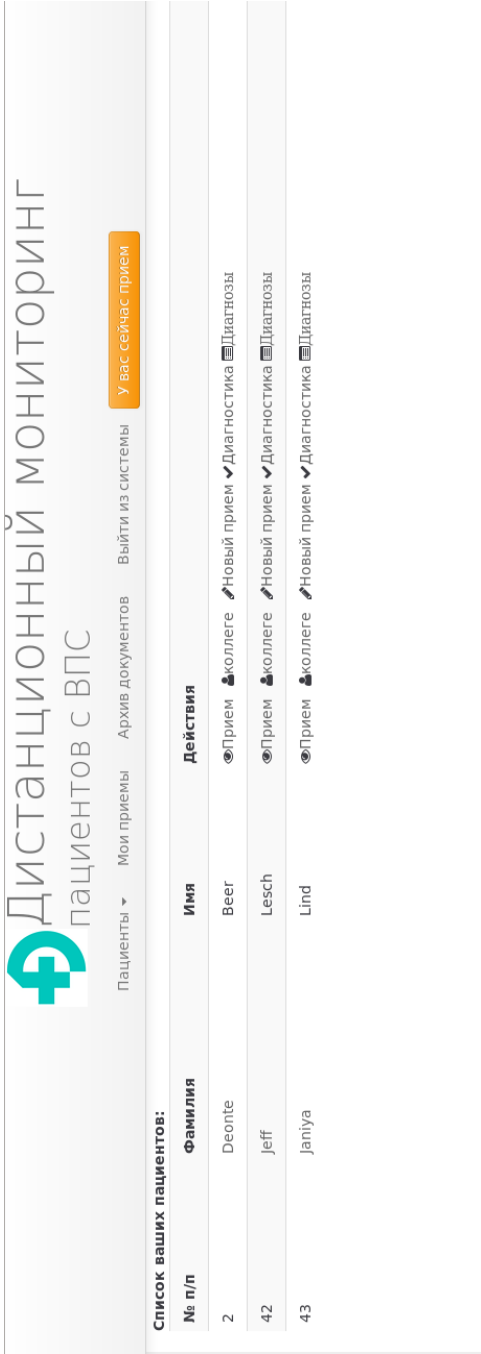 Дистанционный мониторинг
пациентов с ВПС
Пациенты Мои приемы Архив документов Выйти из системы У вас сейчас прием
Список ваших пациентов:
№ п/п Фамилия Имя Действия
2 Deonte Beer Прием коллеге Новый прием Диагностика Диагнозы
42 Jeff Lesch Прием коллеге Новый прием Диагностика Диагнозы
43 Janiya Lind Прием коллеге Новый прием Диагностика Диагнозы